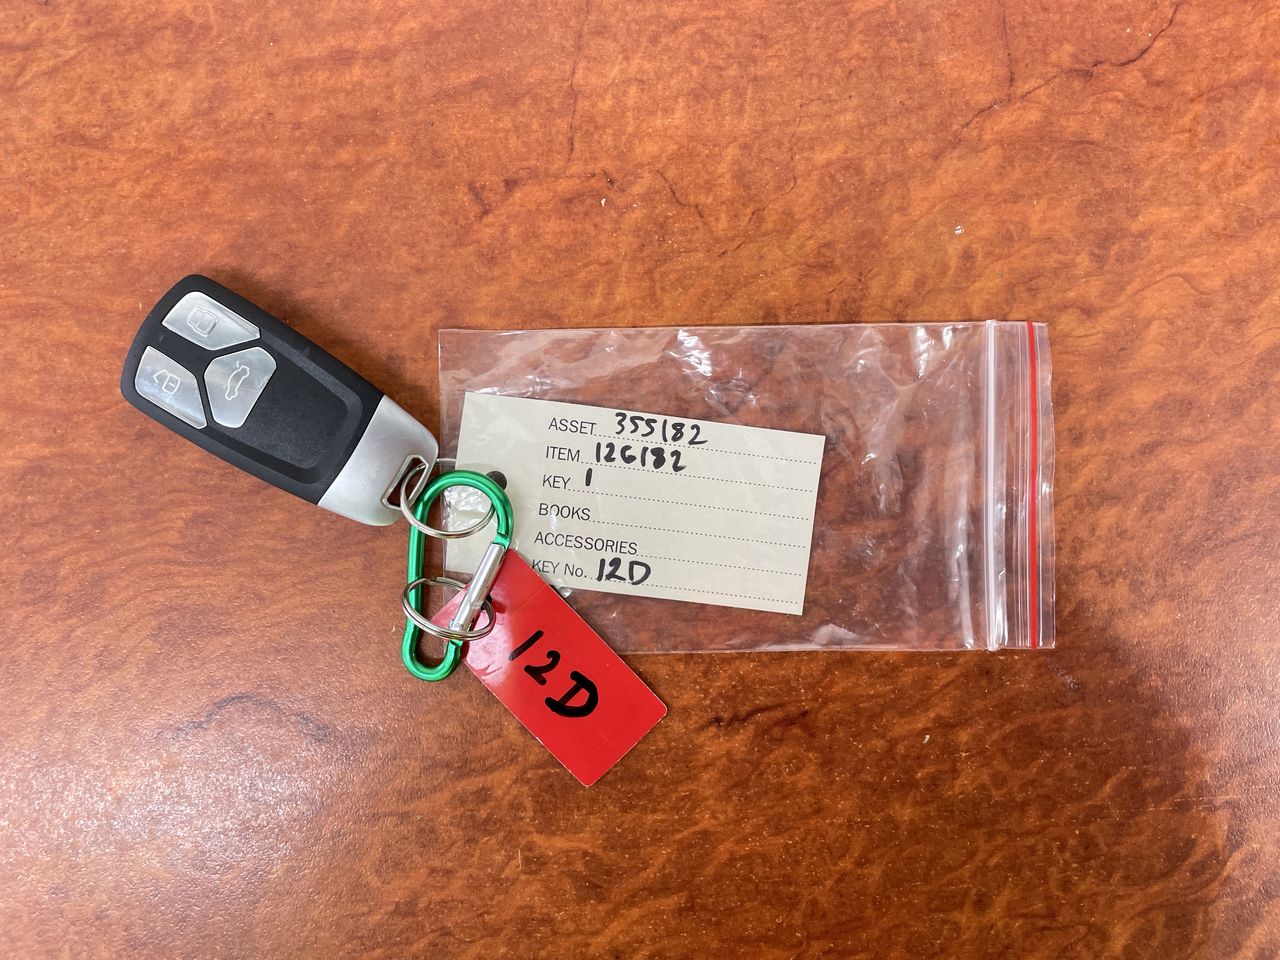 ASSET 355182
ITEM 126182
KEY 1
BOOKS
ACCESSORIES
KEY No. 12D
12D